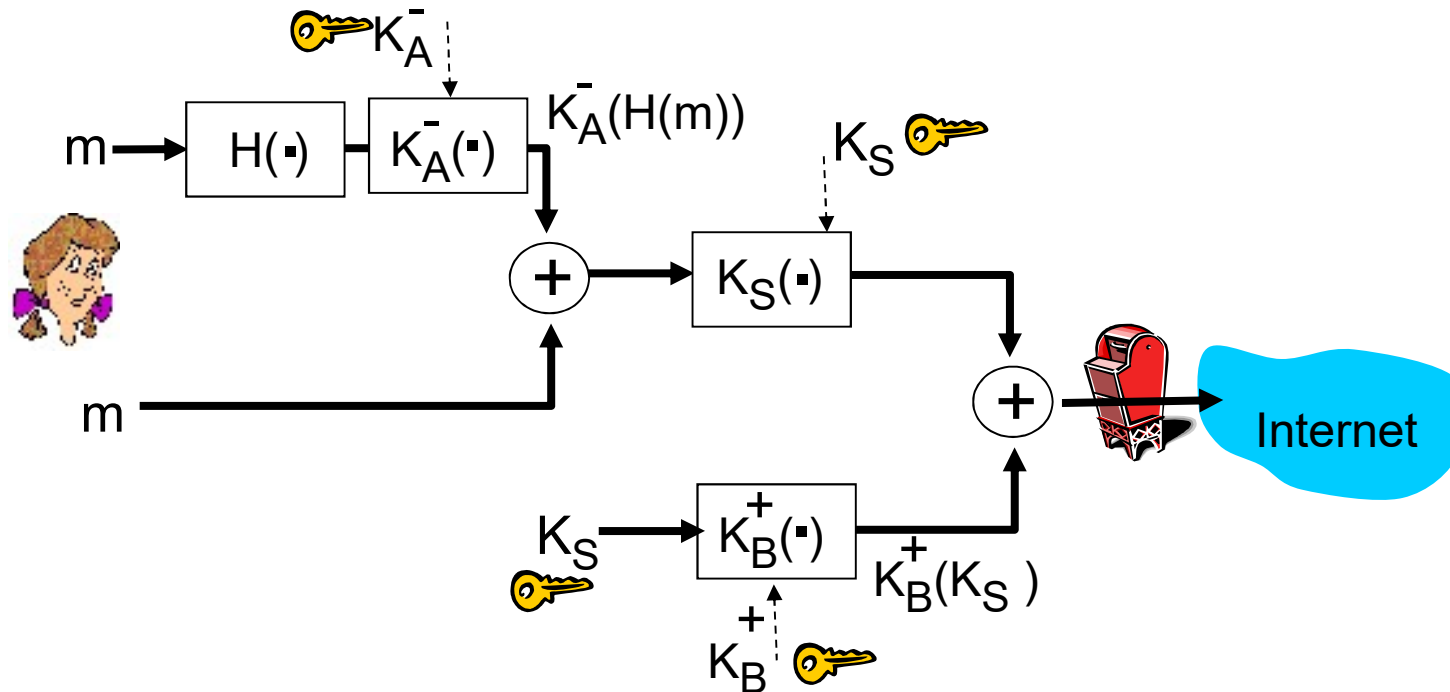 K_A^-
m
H(▪)
K_A^-(▪)
K_A^-(H(m))
K_S
+
K_S(▪)
m
+
Internet
K_S
K_B^+(▪)
K_B^+(K_S )
K_B^+